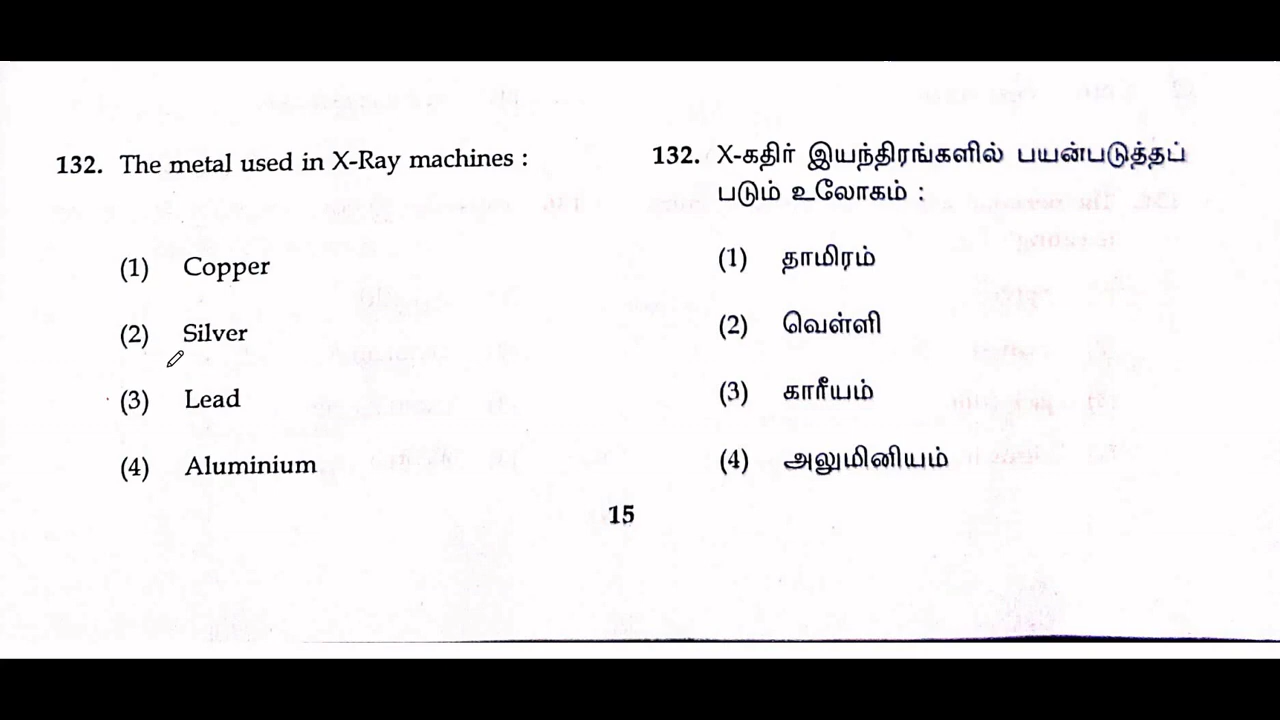 132. The metal used in X-Ray machines :
(1) Copper
(2) Silver
(3) Lead
(4) Aluminium
132. X-கதிர் இயந்திரங்களில் பயன்படுத்தப்
படும் உலோகம் :
(1) தாமிரம்
(2) வெள்ளி
(3) காரீயம்
(4) அலுமினியம்
15